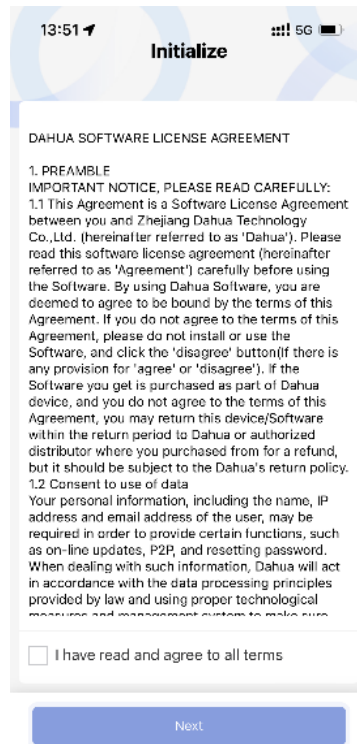 13:51
5G
Initialize
DAHUA SOFTWARE LICENSE AGREEMENT
1. PREAMBLE
IMPORTANT NOTICE, PLEASE READ CAREFULLY:
1.1 This Agreement is a Software License Agreement
between you and Zhejiang Dahua Technology
Co.,Ltd. (hereinafter referred to as 'Dahua'). Please
read this software license agreement (hereinafter
referred to as 'Agreement') carefully before using
the Software. By using Dahua Software, you are
deemed to agree to be bound by the terms of this
Agreement. If you do not agree to the terms of this
Agreement, please do not install or use the
Software, and click the 'disagree' button(If there is
any provision for 'agree' or 'disagree'). If the
Software you get is purchased as part of Dahua
device, and you do not agree to the terms of this
Agreement, you may return this device/Software
within the return period to Dahua or authorized
distributor where you purchased from for a refund,
but it should be subject to the Dahua's return policy.
1.2 Consent to use of data
Your personal information, including the name, IP
address and email address of the user, may be
required in order to provide certain functions, such
as on-line updates, P2P, and resetting password.
When dealing with such information, Dahua will act
in accordance with the data processing principles
provided by law and using proper technological
measures and management system to make sure
I have read and agree to all terms
Next